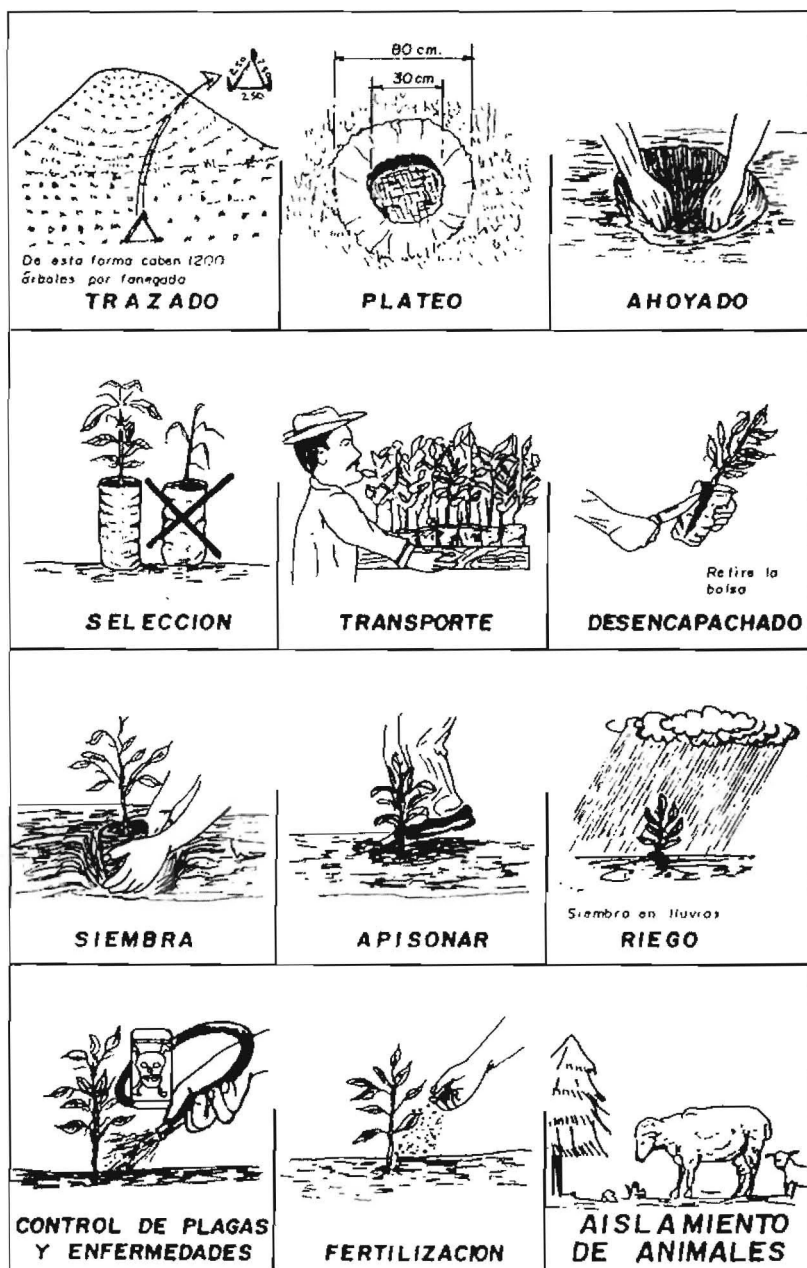 2.50 2.50
2.50
De esta forma caben 1200
árboles por fanegada
TRAZADO
80 cm.
30 cm
PLATEO
AHOYADO
SELECCION
TRANSPORTE
Retire la
bolsa
DESENCAPACHADO
SIEMBRA
APISONAR
Siembra en lluvias
RIEGO
CONTROL DE PLAGAS
Y ENFERMEDADES
FERTILIZACION
AISLAMIENTO
DE ANIMALES